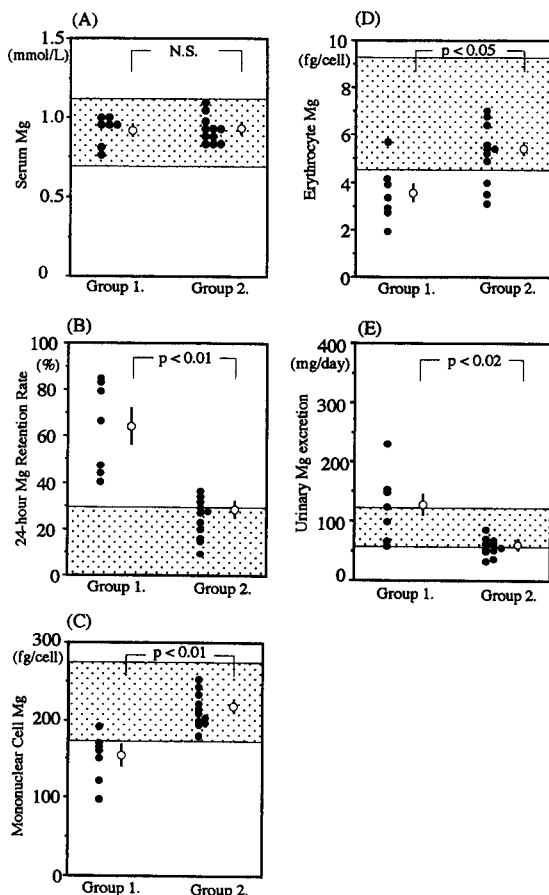 (A)
(mmol/L)
N.S.
1.5
1.0
0.5
0
Serum Mg
Group 1.
Group 2.
(B)
(%)
p < 0.01
100
80
60
40
20
0
24-hour Mg Retention Rate
Group 1.
Group 2.
(C)
(fg/cell)
p < 0.01
300
200
100
0
Mononuclear Cell Mg
Group 1.
Group 2.
(D)
(fg/cell)
p < 0.05
10
8
6
4
2
0
Erythrocyte Mg
Group 1.
Group 2.
(E)
(mg/day)
p < 0.02
400
300
200
150
100
50
0
Urinary Mg excretion
Group 1.
Group 2.